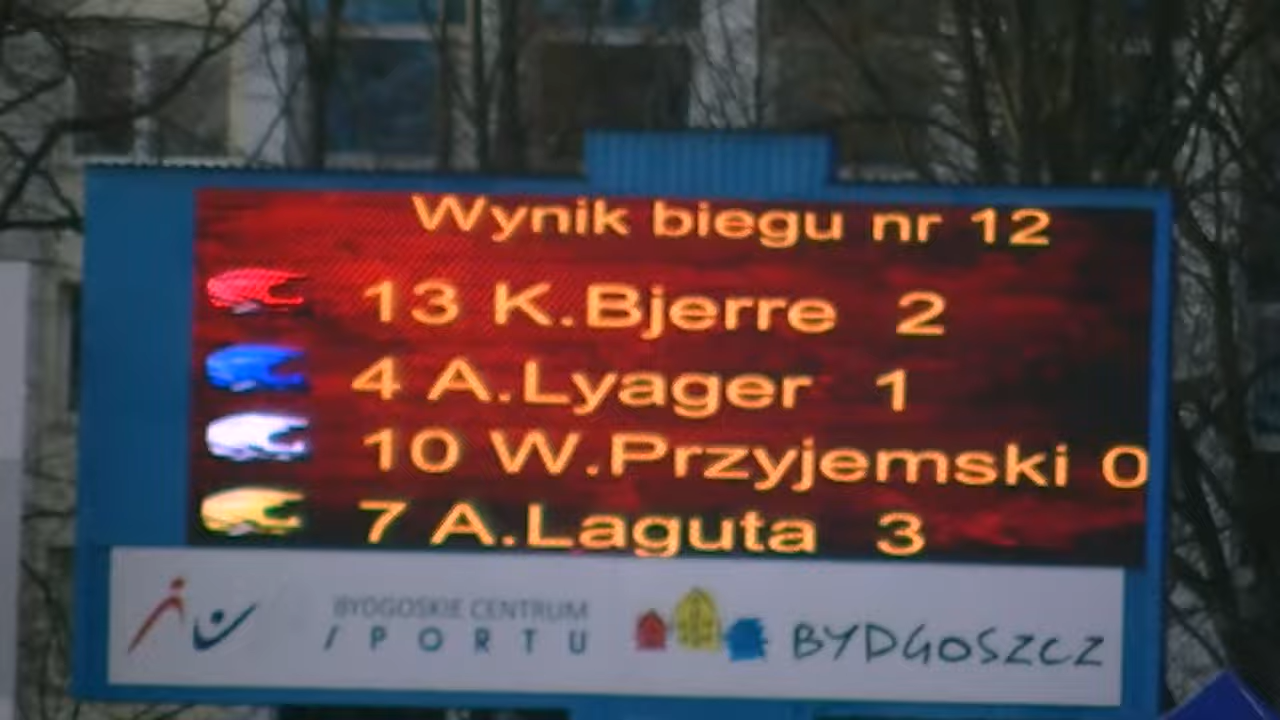 Wynik biegu nr 12
13 K.Bjerre 2
4 A.Lyager 1
10 W.Przyjemski 0
7 A.Laguta 3
BYDGOSKIE CENTRUM
SPORTU
BYDGOSZCZ